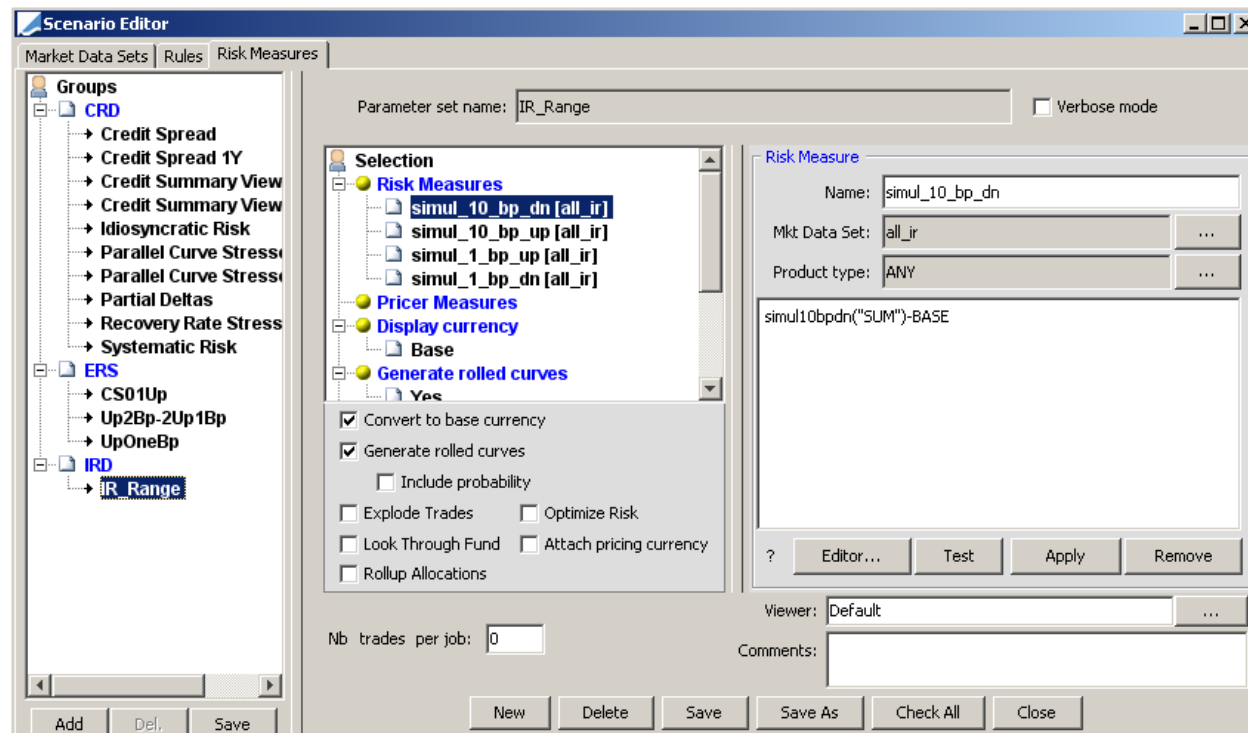 Scenario Editor
Market Data Sets
Rules
Risk Measures
Groups
CRD
Credit Spread
Credit Spread 1Y
Credit Summary View
Credit Summary View
Idiosyncratic Risk
Parallel Curve Stresse
Parallel Curve Stresse
Partial Deltas
Recovery Rate Stress
Systematic Risk
ERS
CS01Up
Up2Bp-2Up1Bp
UpOneBp
IRD
IR_Range
Add
Del.
Save
Parameter set name: IR_Range
Verbose mode
Selection
Risk Measures
simul_10_bp_dn [all_ir]
simul_10_bp_up [all_ir]
simul_1_bp_up [all_ir]
simul_1_bp_dn [all_ir]
Pricer Measures
Display currency
Base
Generate rolled curves
Yes
Convert to base currency
Generate rolled curves
Include probability
Explode Trades
Optimize Risk
Look Through Fund
Attach pricing currency
Rollup Allocations
Nb trades per job: 0
Risk Measure
Name: simul_10_bp_dn
Mkt Data Set: all_ir ...
Product type: ANY ...
simul10bpdn("SUM")-BASE
? Editor... Test Apply Remove
Viewer: Default ...
Comments:
New Delete Save Save As Check All Close